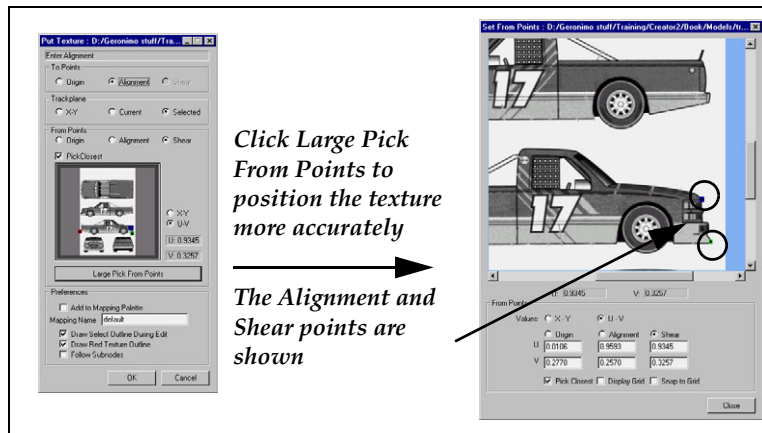 Put Texture : D:/Geronimo stuff/Tra...
Enter Alignment
To Points
Origin Alignment Shear
Trackplane
X-Y Current Selected
From Points
Origin Alignment Shear
Pick Closest
X-Y
U-V
U: 0.9345
V: 0.3257
Large Pick From Points
Preferences
Add to Mapping Palette
Mapping Name default
Draw Select Outline During Edit
Draw Red Texture Outline
Follow Subnodes
OK Cancel
Click Large Pick
From Points to
position the texture
more accurately
The Alignment and
Shear points are
shown
Set From Points : D:/Geronimo stuff/Training/Creator2/Book/Models/tr...
17
17
U: 0.9345 V: 0.3257
From Points
Values: X-Y U-V
Origin Alignment Shear
U 0.0106 0.9593 0.9345
V 0.2770 0.2570 0.3257
Pick Closest Display Grid Snap to Grid
Close